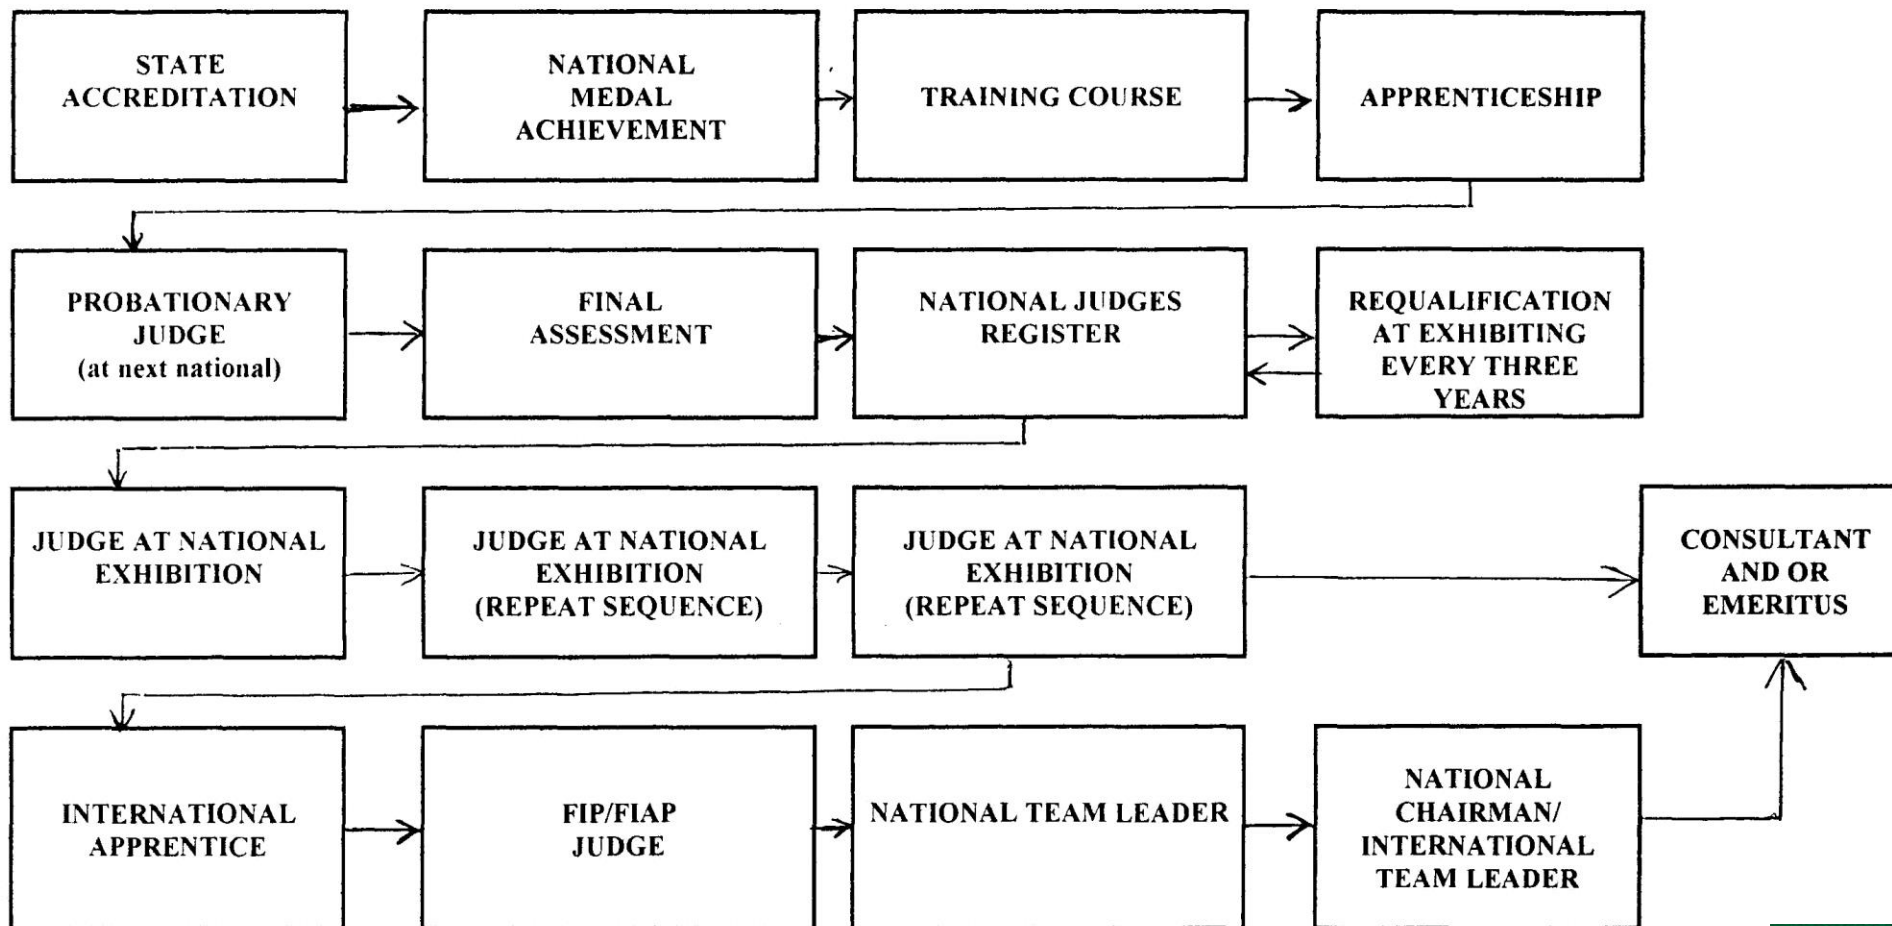 STATE
ACCREDITATION
NATIONAL
MEDAL
ACHIEVEMENT
TRAINING COURSE
APPRENTICESHIP
PROBATIONARY
JUDGE
(at next national)
FINAL
ASSESSMENT
NATIONAL JUDGES
REGISTER
REQUALIFICATION
AT EXHIBITING
EVERY THREE
YEARS
JUDGE AT NATIONAL
EXHIBITION
JUDGE AT NATIONAL
EXHIBITION
(REPEAT SEQUENCE)
JUDGE AT NATIONAL
EXHIBITION
(REPEAT SEQUENCE)
CONSULTANT
AND OR
EMERITUS
INTERNATIONAL
APPRENTICE
FIP/FIAP
JUDGE
NATIONAL TEAM LEADER
NATIONAL
CHAIRMAN/
INTERNATIONAL
TEAM LEADER